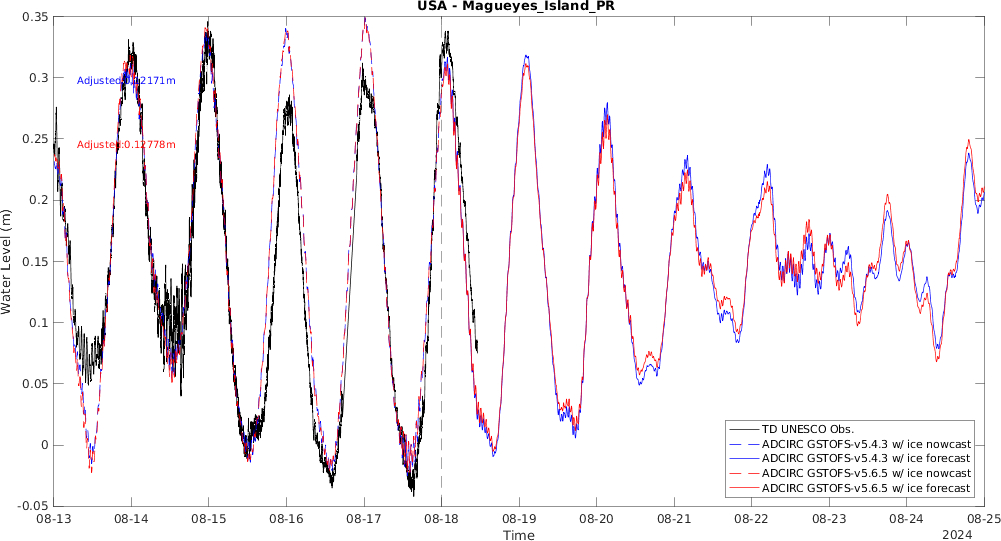 USA - Magueyes_Island_PR
0.35
0.3
0.25
0.2
0.15
0.1
0.05
0
-0.05
Water Level (m)
Adjusted:0.12171m
Adjusted:0.12778m
TD UNESCO Obs.
ADCIRC GSTOFS-v5.4.3 w/ ice nowcast
ADCIRC GSTOFS-v5.4.3 w/ ice forecast
ADCIRC GSTOFS-v5.6.5 w/ ice nowcast
ADCIRC GSTOFS-v5.6.5 w/ ice forecast
08-13 08-14 08-15 08-16 08-17 08-18 08-19 08-20 08-21 08-22 08-23 08-24 08-25
Time
2024